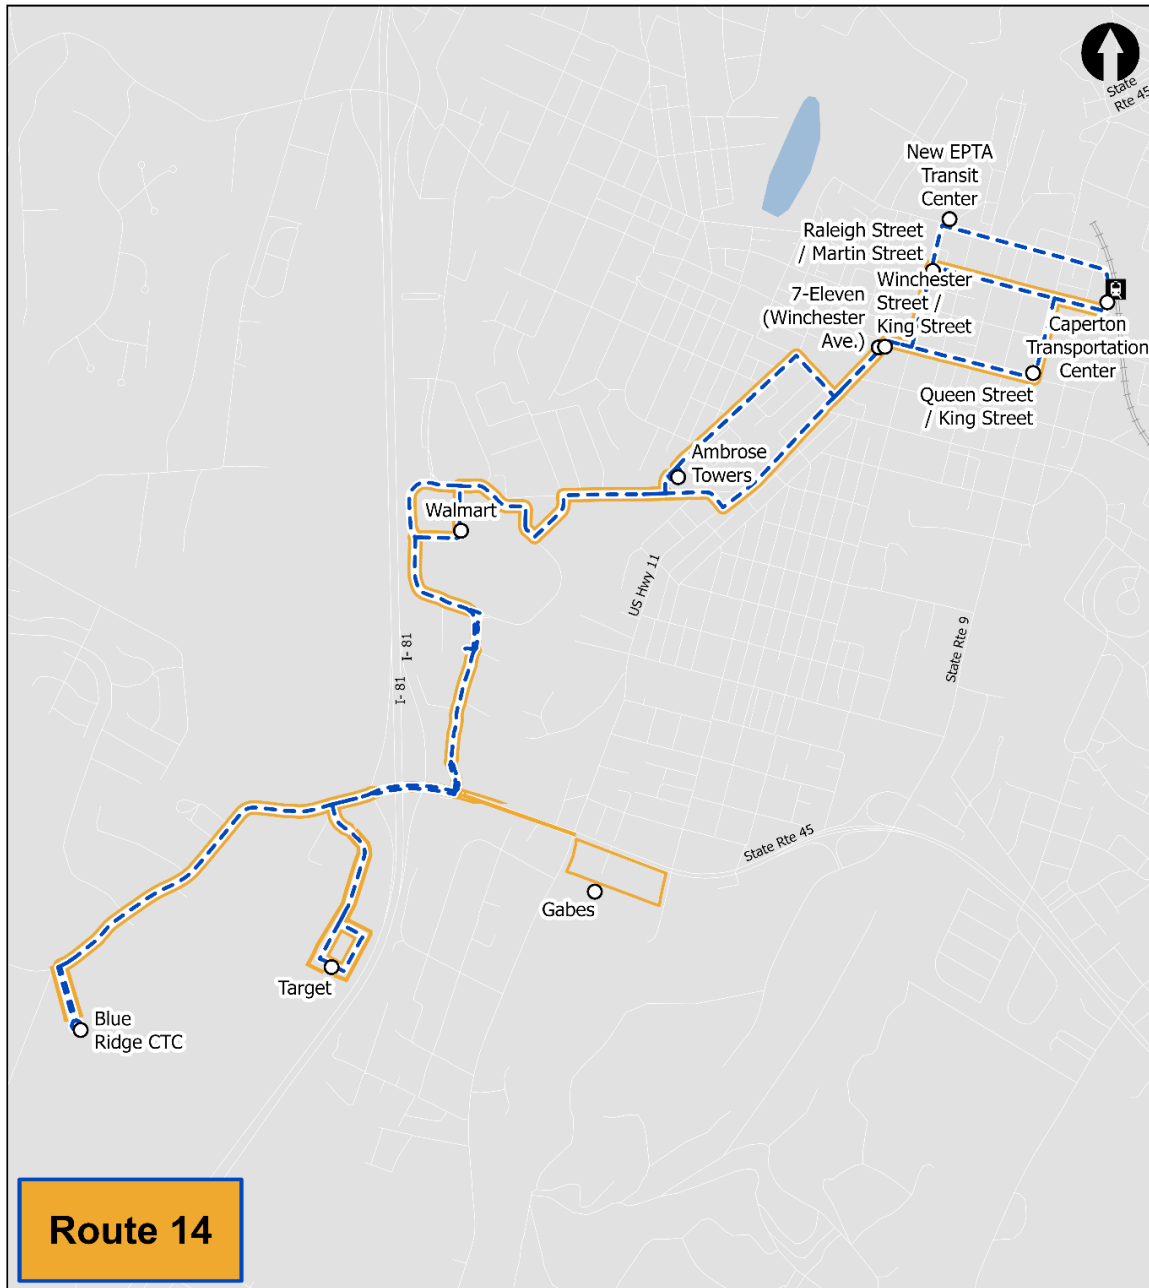 State
Rte 45
New EPTA
Transit
Center
Raleigh Street
/ Martin Street
Winchester
Street /
King Street
7-Eleven
(Winchester
Ave.)
Caperton
Transportation
Center
Queen Street
/ King Street
Ambrose
Towers
Walmart
US Hwy 11
State Rte 9
I- 81
I- 81
State Rte 45
Gabes
Target
Blue
Ridge CTC
Route 14